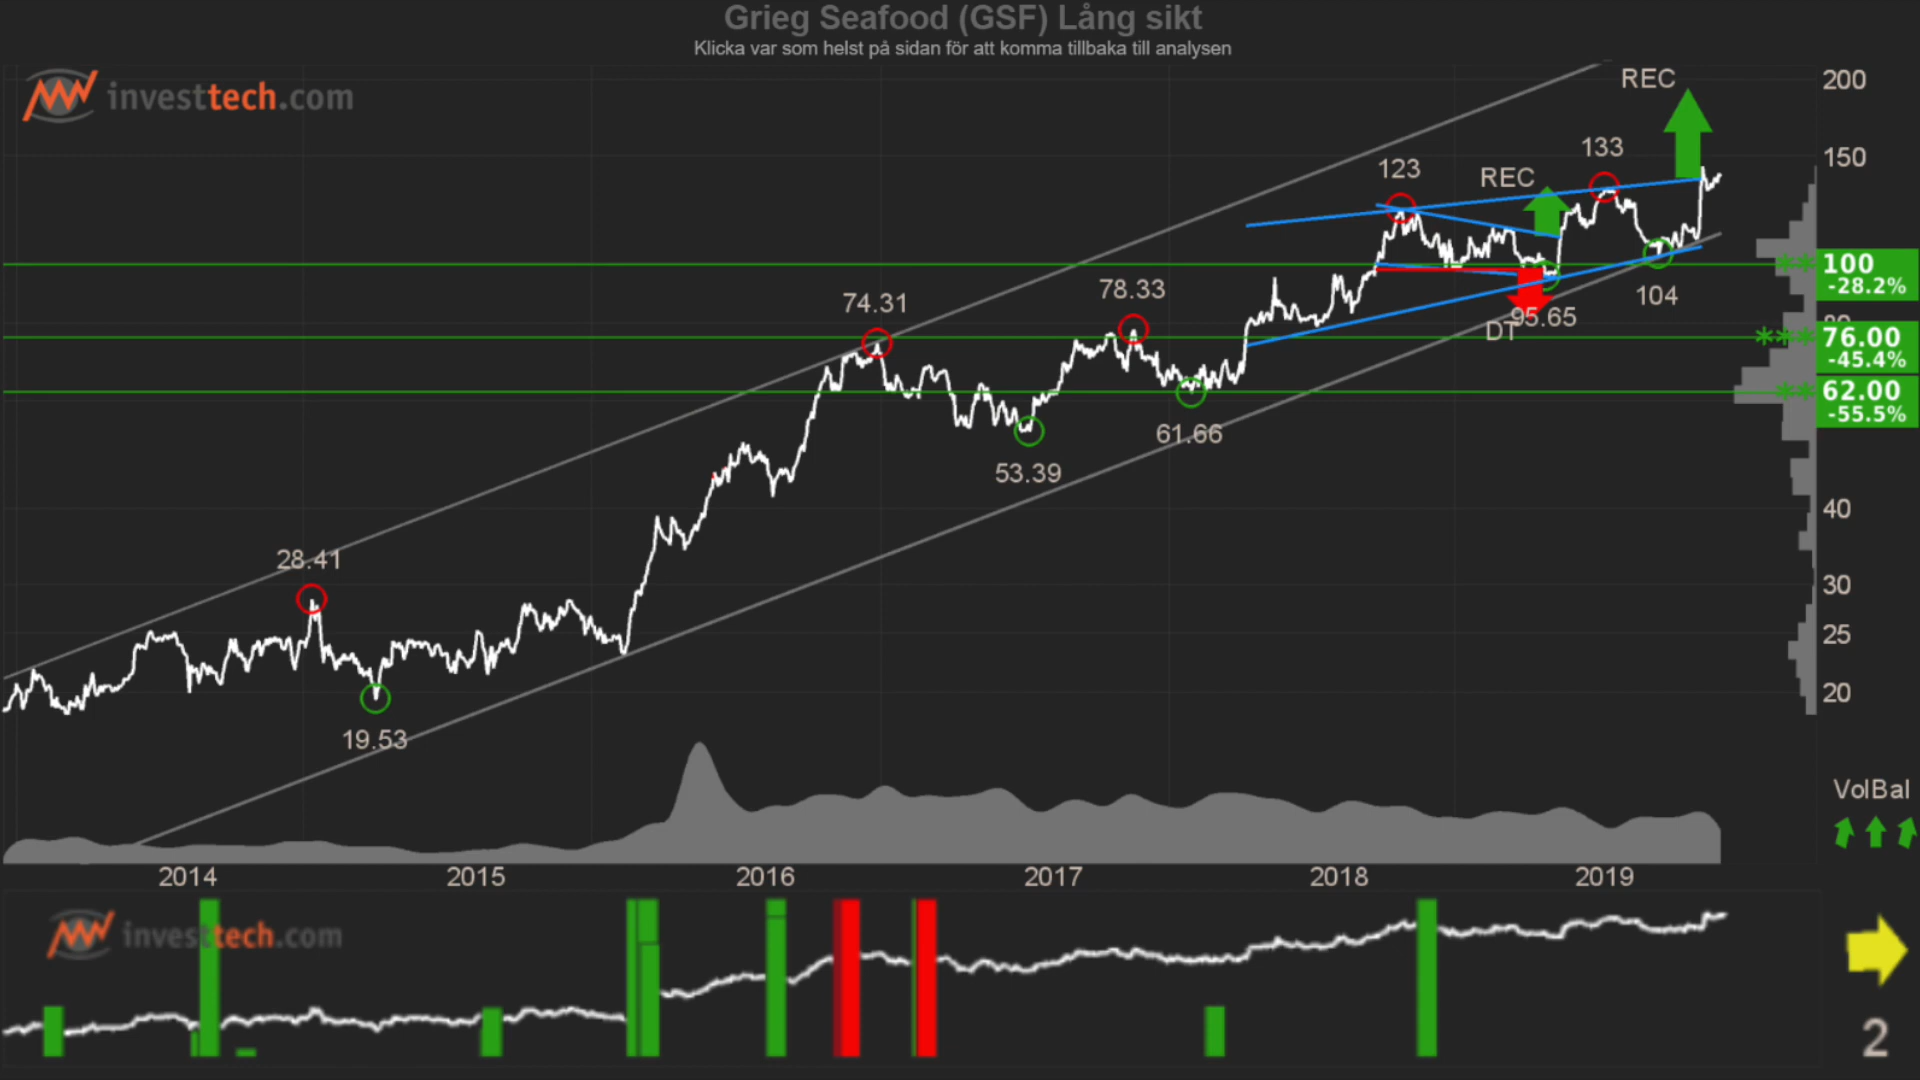 Grieg Seafood (GSF) Lång sikt
Klicka var som helst på sidan för att komma tillbaka till analysen
investtech.com
REC
200
133
150
123
REC
100
-28.2%
78.33
74.31
104
95.65
DT
76.00
-45.4%
62.00
-55.5%
61.66
53.39
40
28.41
30
25
20
19.53
VolBal
2014 2015 2016 2017 2018 2019
investtech.com
2